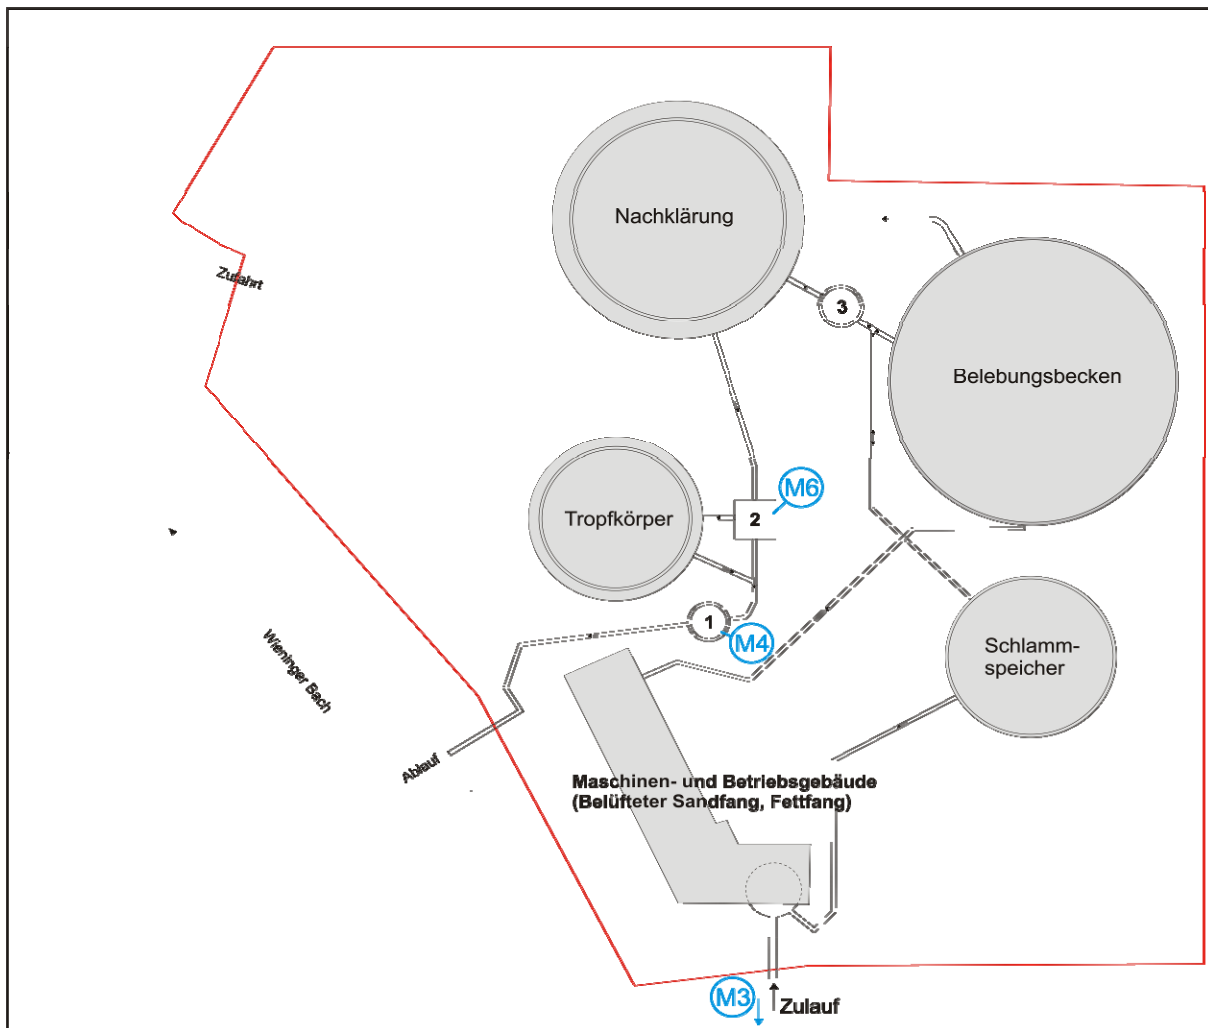 Nachklärung
Zufahrt
3
Belebungsbecken
M6
Tropfkörper
2
1
M4
Schlamm-
speicher
Wieninger Bach
Ablauf
Maschinen- und Betriebsgebäude
(Belüfteter Sandfang, Fettfang)
M3
Zulauf